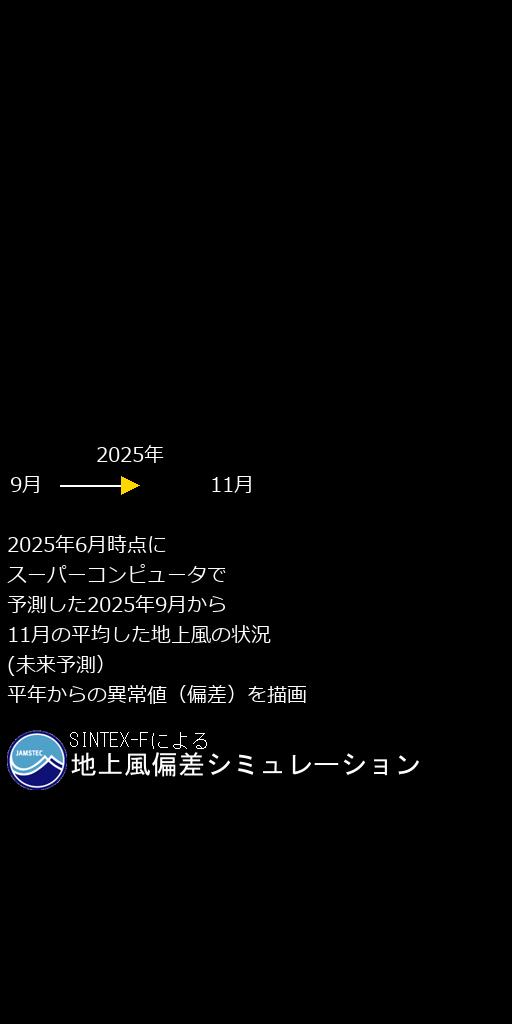 2025年
9月 11月
2025年6月時点に
スーパーコンピュータで
予測した2025年9月から
11月の平均した地上風の状況
(未来予測）
平年からの異常値（偏差）を描画
SINTEX-Fによる
JAMSTEC
地上風偏差シミュレーション